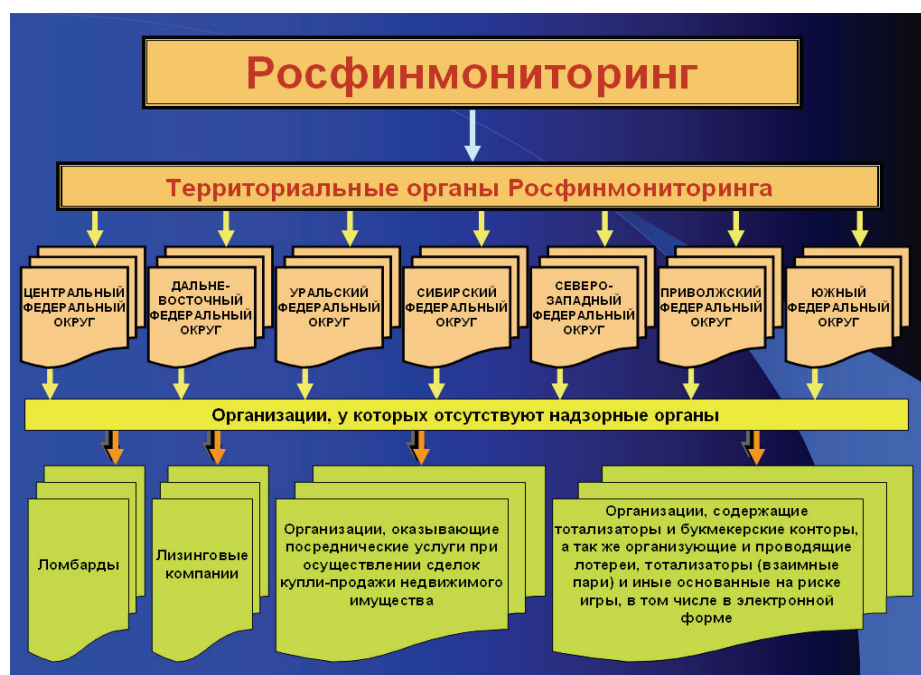 Росфинмониторинг
Территориальные органы Росфинмониторинга
ЦЕНТРАЛЬНЫЙ
ФЕДЕРАЛЬНЫЙ
ОКРУГ
ДАЛЬНЕ-
ВОСТОЧНЫЙ
ФЕДЕРАЛЬНЫЙ
ОКРУГ
УРАЛЬСКИЙ
ФЕДЕРАЛЬНЫЙ
ОКРУГ
СИБИРСКИЙ
ФЕДЕРАЛЬНЫЙ
ОКРУГ
СЕВЕРО-
ЗАПАДНЫЙ
ФЕДЕРАЛЬНЫЙ
ОКРУГ
ПРИВОЛЖСКИЙ
ФЕДЕРАЛЬНЫЙ
ОКРУГ
ЮЖНЫЙ
ФЕДЕРАЛЬНЫЙ
ОКРУГ
Организации, у которых отсутствуют надзорные органы
Ломбарды
Лизинговые
компании
Организации, оказывающие
посреднические услуги при
осуществлении сделок
купли-продажи недвижимого
имущества
Организации, содержащие
тотализаторы и букмекерские конторы,
а так же организующие и проводящие
лотереи, тотализаторы (взаимные
пари) и иные основанные на риске
игры, в том числе в электронной
форме